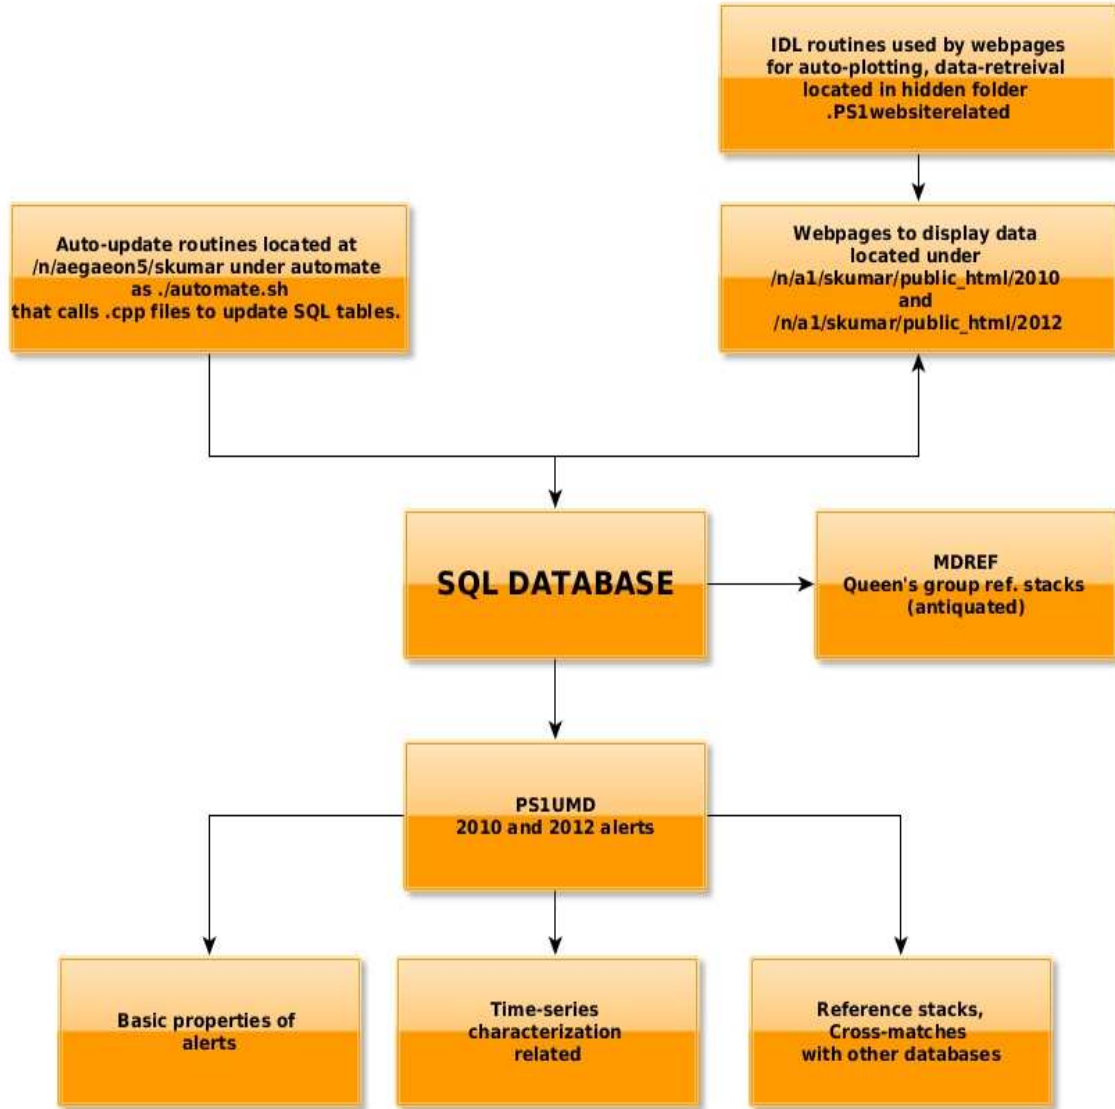 IDL routines used by webpages
for auto-plotting, data-retreival
located in hidden folder
.PS1websiterelated
Auto-update routines located at
/n/aegaeon5/skumar under automate
as ./automate.sh
that calls .cpp files to update SQL tables.
Webpages to display data
located under
/n/a1/skumar/public_html/2010
and
/n/a1/skumar/public_html/2012
SQL DATABASE
MDREF
Queen's group ref. stacks
(antiquated)
PS1UMD
2010 and 2012 alerts
Basic properties of
alerts
Time-series
characterization
related
Reference stacks,
Cross-matches
with other databases